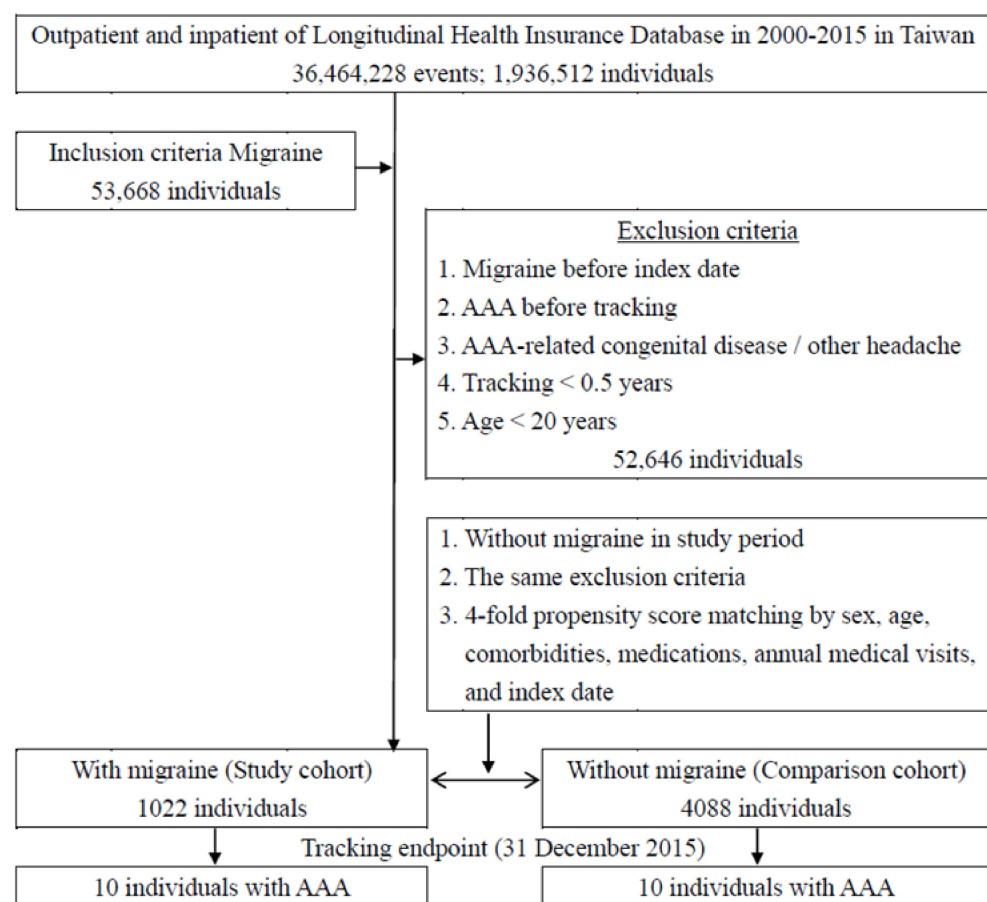 Outpatient and inpatient of Longitudinal Health Insurance Database in 2000-2015 in Taiwan
36,464,228 events; 1,936,512 individuals
Inclusion criteria Migraine
53,668 individuals
Exclusion criteria
1. Migraine before index date
2. AAA before tracking
3. AAA-related congenital disease / other headache
4. Tracking < 0.5 years
5. Age < 20 years
52,646 individuals
1. Without migraine in study period
2. The same exclusion criteria
3. 4-fold propensity score matching by sex, age,
comorbidities, medications, annual medical visits,
and index date
With migraine (Study cohort)
1022 individuals
Without migraine (Comparison cohort)
4088 individuals
Tracking endpoint (31 December 2015)
10 individuals with AAA
10 individuals with AAA